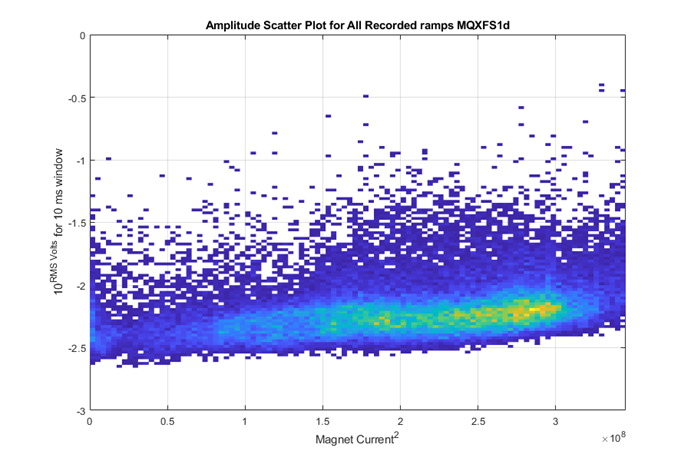 Amplitude Scatter Plot for All Recorded ramps MQXFS1d
0
-0.5
-1
-1.5
-2
-2.5
-3
10^RMS Volts for 10 ms window
0 0.5 1 1.5 2 2.5 3
× 10^8
Magnet Current^2